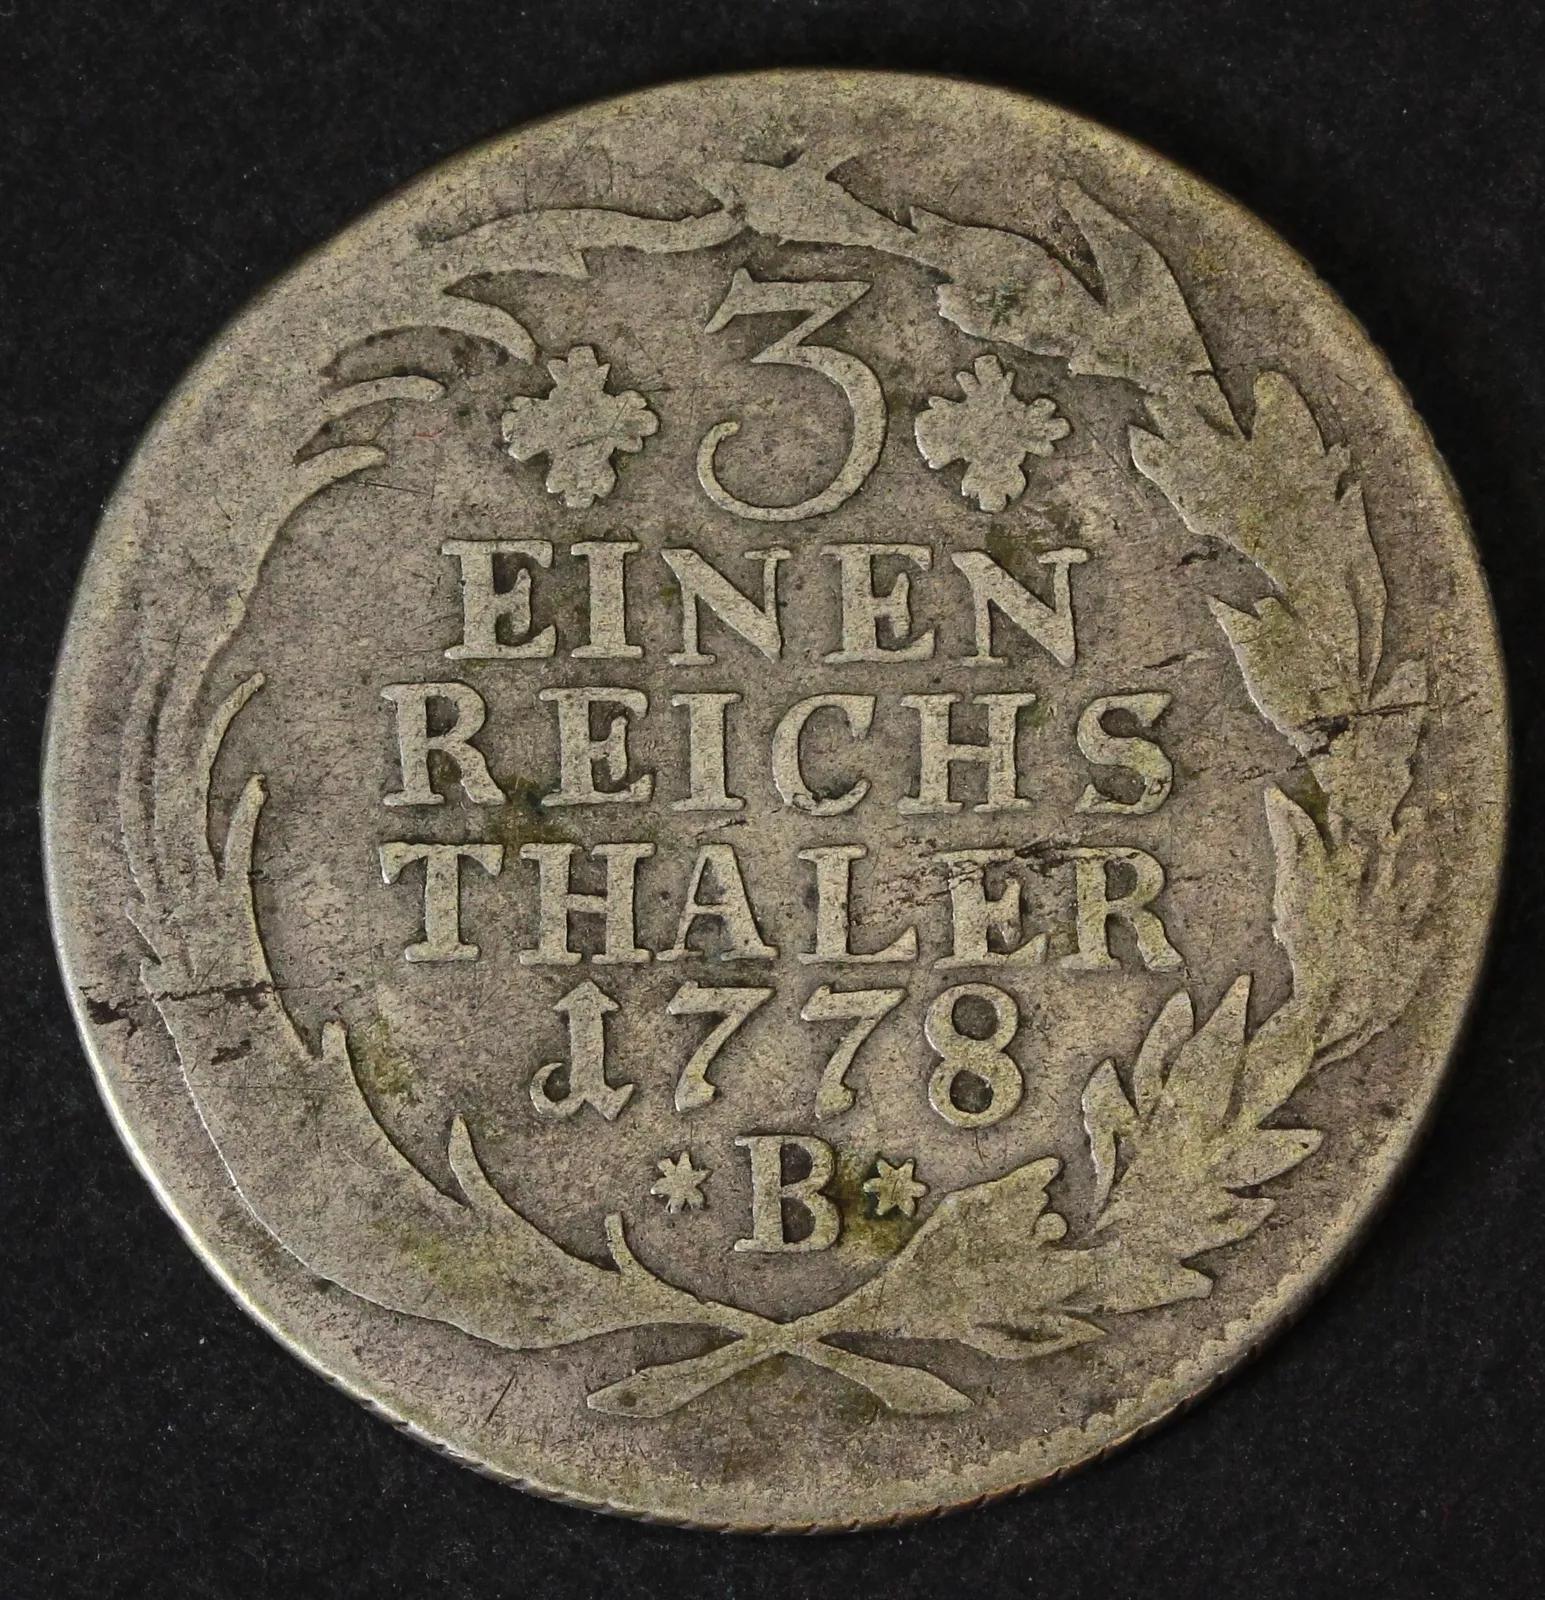 3
EINEN
REICHS
THALER
1778
*B*